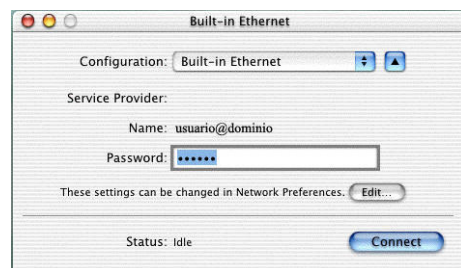 Built-in Ethernet
Configuration: Built-in Ethernet
Service Provider:
Name: usuario@dominio
Password: ••••••
These settings can be changed in Network Preferences. Edit...
Status: Idle Connect